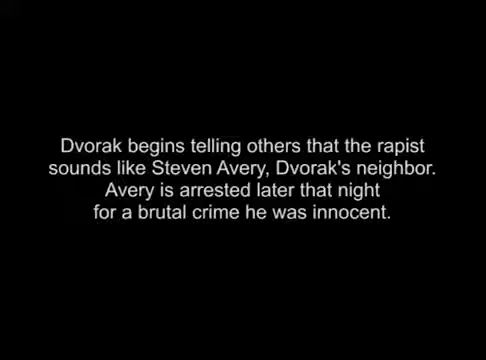 Dvorak begins telling others that the rapist
sounds like Steven Avery, Dvorak's neighbor.
Avery is arrested later that night
for a brutal crime he was innocent.